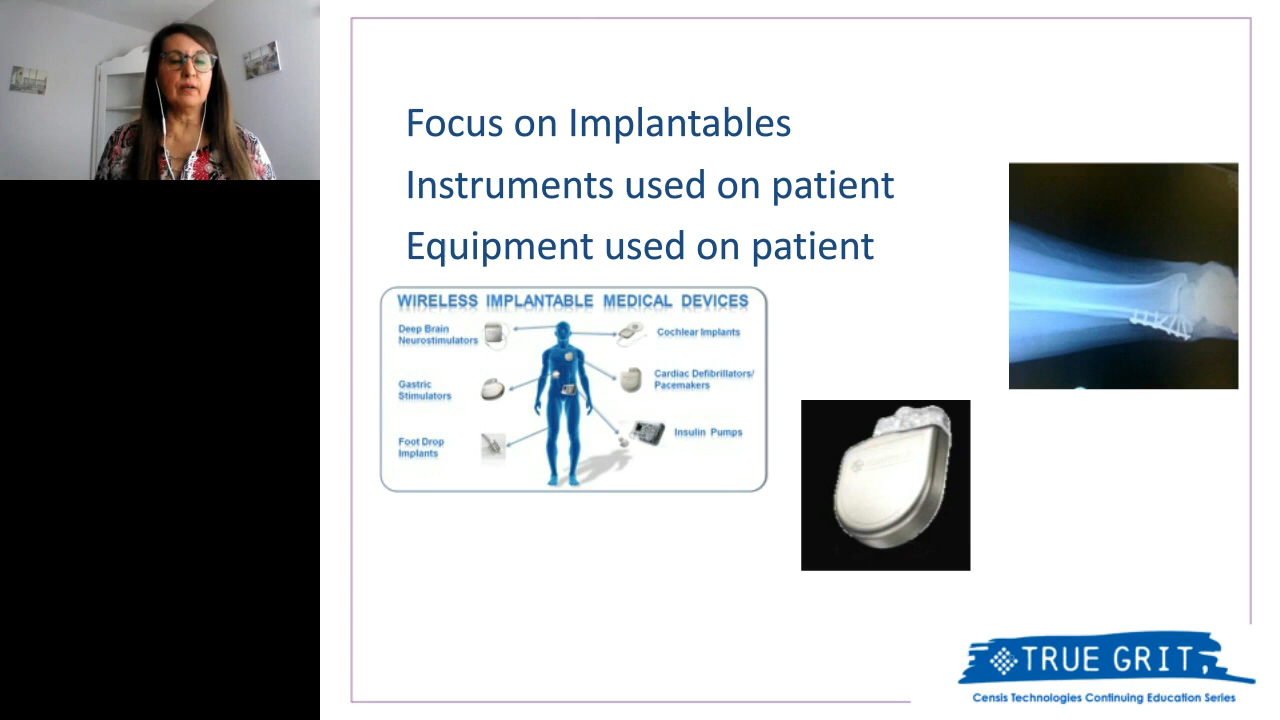 Focus on Implantables
Instruments used on patient
Equipment used on patient
WIRELESS IMPLANTABLE MEDICAL DEVICES
Deep Brain
Neurostimulators
Cochlear Implants
Gastric
Stimulators
Cardiac Defibrillators/
Pacemakers
Foot Drop
Implants
Insulin Pumps
TRUE GRIT
Censis Technologies Continuing Education Series